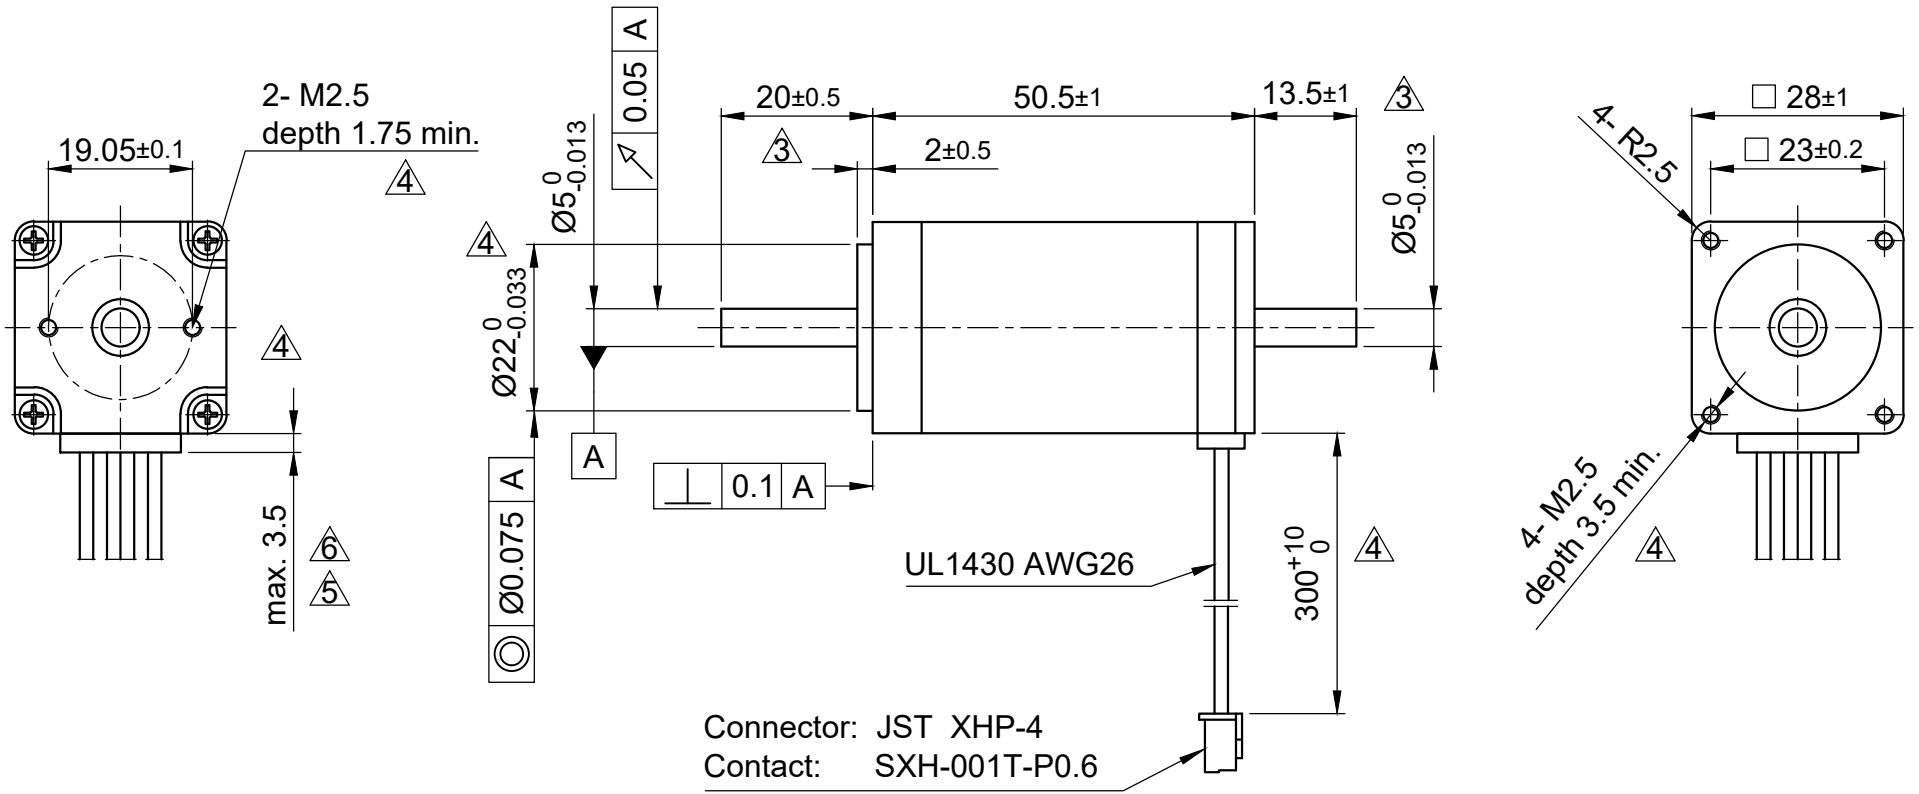 2- M2.5
depth 1.75 min.
19.05±0.1
4
4
max. 3.5
6
5
0.05 A
Ø5 0 -0.013
20±0.5
50.5±1
13.5±1
3
3
2±0.5
4
Ø22 0 -0.033
Ø5 0 -0.013
A
Ø0.075 A
0.1 A
UL1430 AWG26
300 +10 0
4
Connector: JST XHP-4
Contact: SXH-001T-P0.6
□ 28±1
□ 23±0.2
4- R2.5
4- M2.5
depth 3.5 min.
4